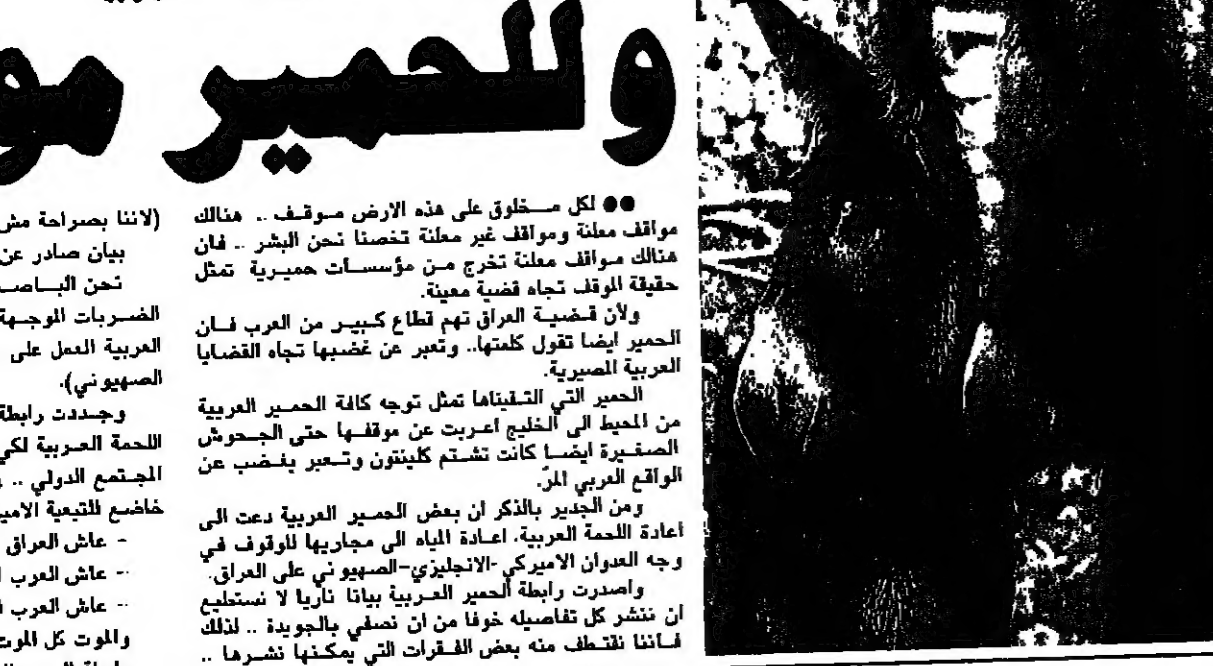 وللحمير مو
●● لكل مخلوق على هذه الارض موقف .. هنالك
مواقف معلنة ومواقف غير معلنة تخصنا نحن البشر .. فان
هنالك مواقف معلنة تخرج من مؤسسات حميرية تمثل
حقيقة الموقف تجاه قضية معينة.
ولأن قضية العراق تهم قطاع كبير من العرب فان
الحمير ايضا تقول كلمتها.. وتعبر عن غضبها تجاه القضايا
العربية المصيرية.
الحمير التي التقيناها تمثل توجه كافة الحمير العربية
من المحيط الى الخليج اعربت عن موقفها حتى الجحوش
الصغيرة ايضا كانت تشتم كلينتون وتعبر بغضب عن
الواقع العربي المرّ.
ومن الجدير بالذكر ان بعض الحمير العربية دعت الى
اعادة اللحمة العربية، اعادة المياه الى مجاريها للوقوف في
وجه العدوان الاميركي-الانجليزي-الصهيوني على العراق.
واصدرت رابطة الحمير العربية بيانا ناريا لا نستطيع
ان ننشر كل تفاصيله خوفا من ان نصفي بالجويدة .. لذلك
فاننا نقتطف منه بعض الفقرات التي يمكنها نشرها ..
(لاننا بصراحة مش
بيان صادر عن
نحن الباصـ
الضربات الموجهة
العربية العمل على
الصهيوني).
وجددت رابطة
اللحمة العربية لكي
المجتمع الدولي ..
خاضع للتبعية الامير
- عاش العراق
- عاش العرب ا
- عاش العرب ا
والموت كل الموت